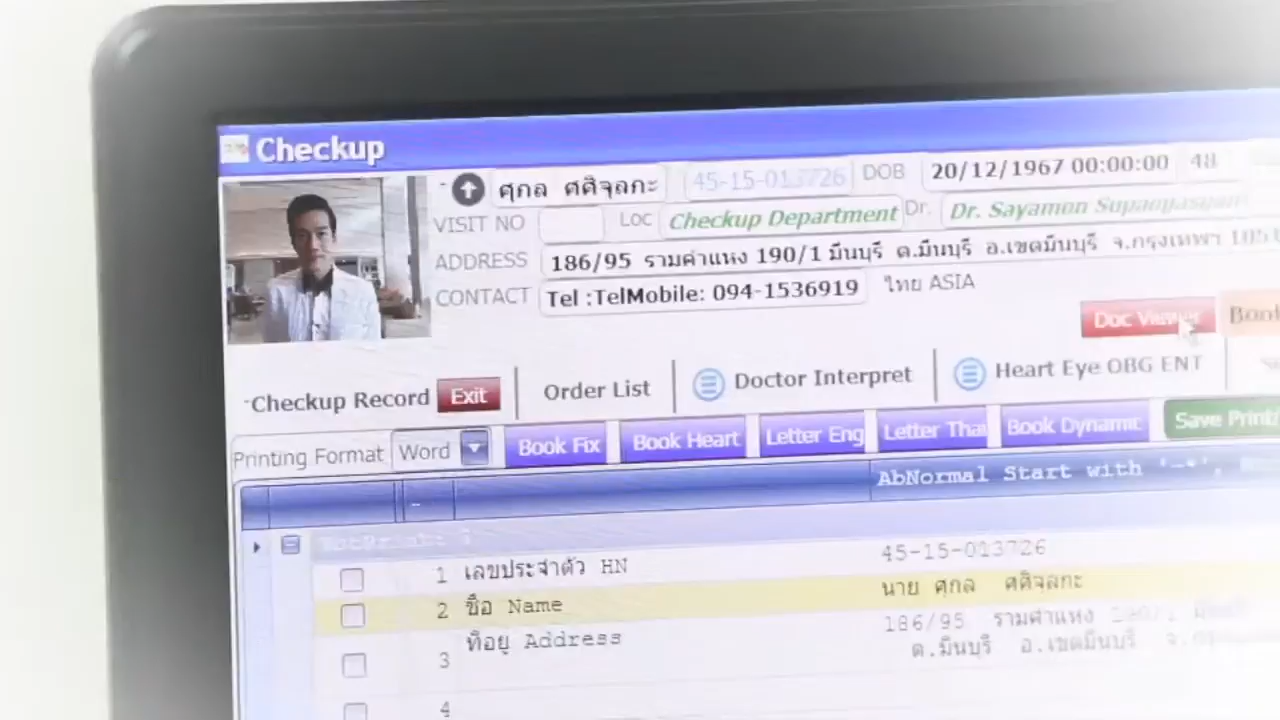 Checkup
ศุกล ศศิจุลกะ 45-15-013726 DOB 20/12/1967 00:00:00 48
VISIT NO Loc Checkup Department Dr. Dr. Sayamon
ADDRESS 186/95 รามคำแหง 190/1 มีนบุรี ต.มีนบุรี อ.เขตมีนบุรี จ.กรุงเทพฯ
CONTACT Tel :TelMobile: 094-1536919 ไทย ASIA
Doc Viewer Book
Checkup Record Exit Order List Doctor Interpret Heart Eye OBG ENT
Printing Format Word Book Fix Book Heart Letter Eng Letter Thai Book Dynamic Save Print
AbNormal Start with '-*',
1 เลขประจำตัว HN 45-15-013726
2 ชื่อ Name นาย ศุกล ศศิจุลกะ
3 ที่อยู่ Address 186/95 รามคำแหง 190/1
ต.มีนบุรี อ.เขตมีนบุรี
4